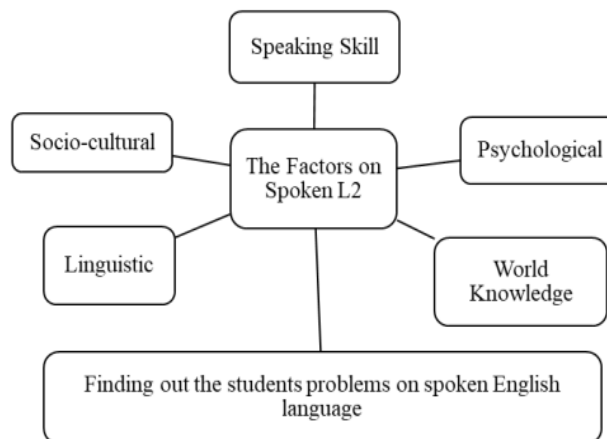 Speaking Skill
Socio-cultural
The Factors on
Spoken L2
Psychological
Linguistic
World
Knowledge
Finding out the students problems on spoken English
language